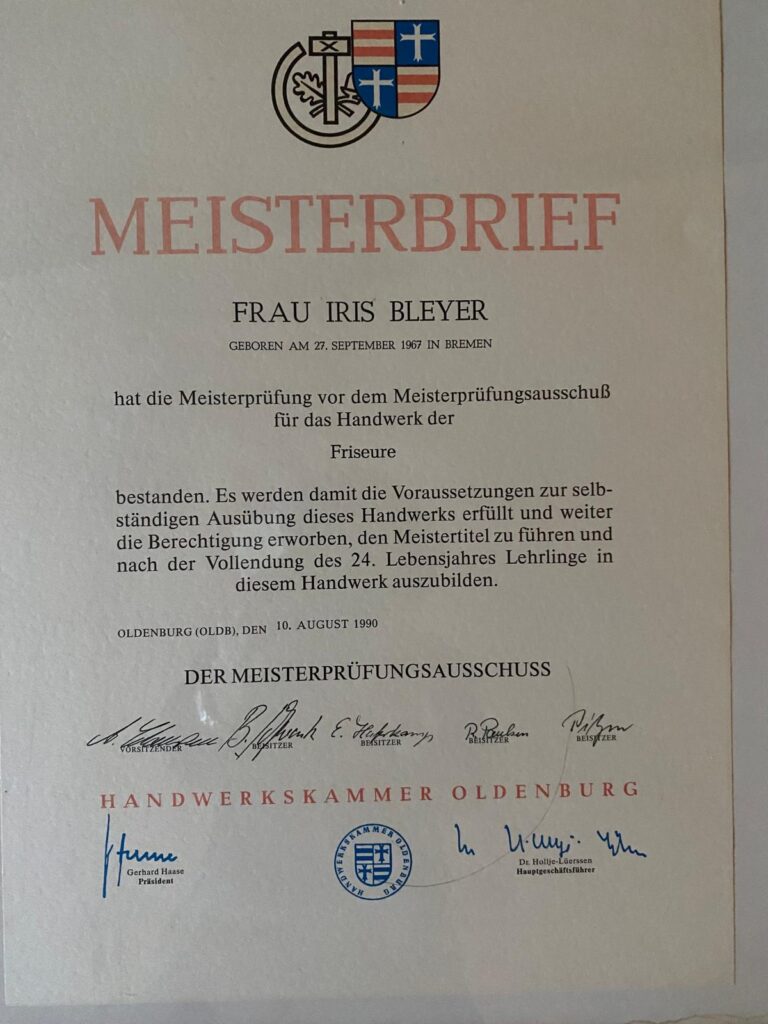 MEISTERBRIEF
FRAU IRIS BLEYER
GEBOREN AM 27. SEPTEMBER 1967 IN BREMEN
hat die Meisterprüfung vor dem Meisterprüfungsausschuß
für das Handwerk der
Friseure
bestanden. Es werden damit die Voraussetzungen zur selb-
ständigen Ausübung dieses Handwerks erfüllt und weiter
die Berechtigung erworben, den Meistertitel zu führen und
nach der Vollendung des 24. Lebensjahres Lehrlinge in
diesem Handwerk auszubilden.
OLDENBURG (OLDB), DEN 10. AUGUST 1990
DER MEISTERPRÜFUNGSAUSSCHUSS
VORSITZENDER BEISITZER BEISITZER BEISITZER BEISITZER
HANDWERKSKAMMER OLDENBURG
HANDWERKSKAMMER OLDENBURG
Gerhard Haase
Präsident
Dr. Hollje-Lüerssen
Hauptgeschäftsführer